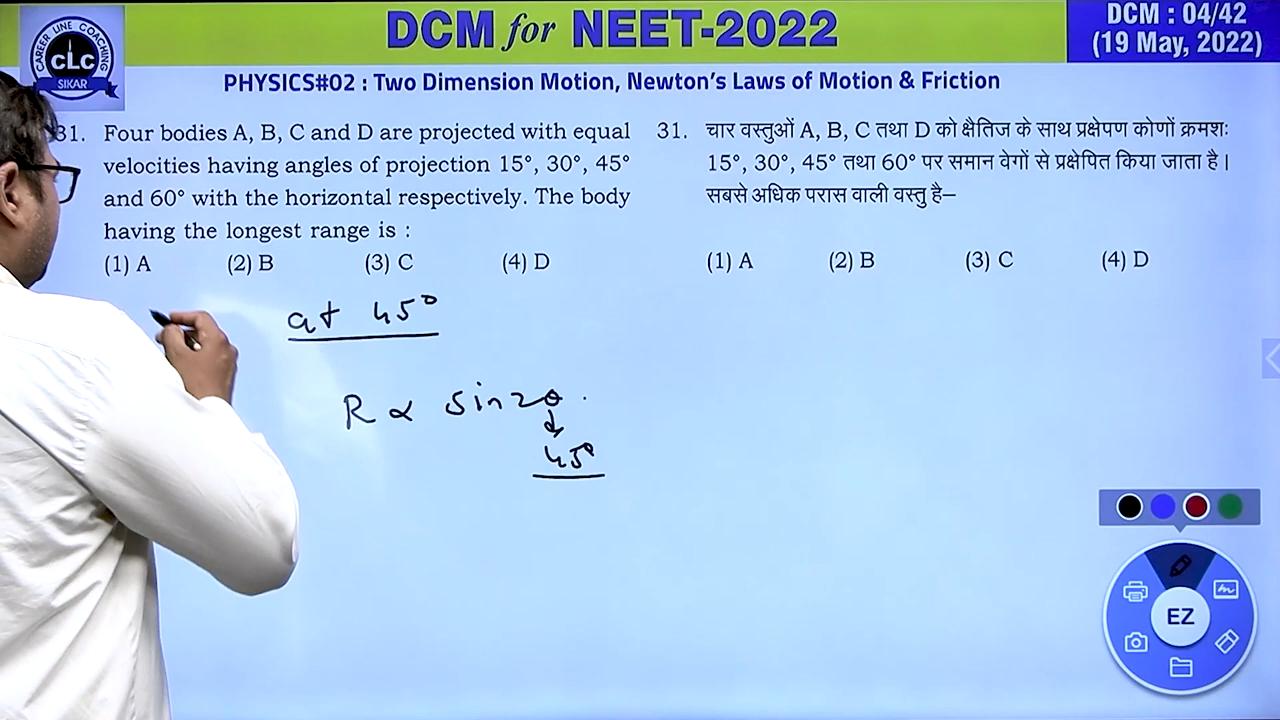 DCM for NEET-2022
DCM : 04/42
(19 May, 2022)
CAREER LINE COACHING
CLC
SIKAR
PHYSICS#02 : Two Dimension Motion, Newton's Laws of Motion & Friction
31. Four bodies A, B, C and D are projected with equal
velocities having angles of projection 15°, 30°, 45°
and 60° with the horizontal respectively. The body
having the longest range is :
(1) A (2) B (3) C (4) D
31. चार वस्तुओं A, B, C तथा D को क्षैतिज के साथ प्रक्षेपण कोणों क्रमशः
15°, 30°, 45° तथा 60° पर समान वेगों से प्रक्षेपित किया जाता है।
सबसे अधिक परास वाली वस्तु है–
(1) A (2) B (3) C (4) D
at 45°
R ∝ sin2θ
45°
EZ